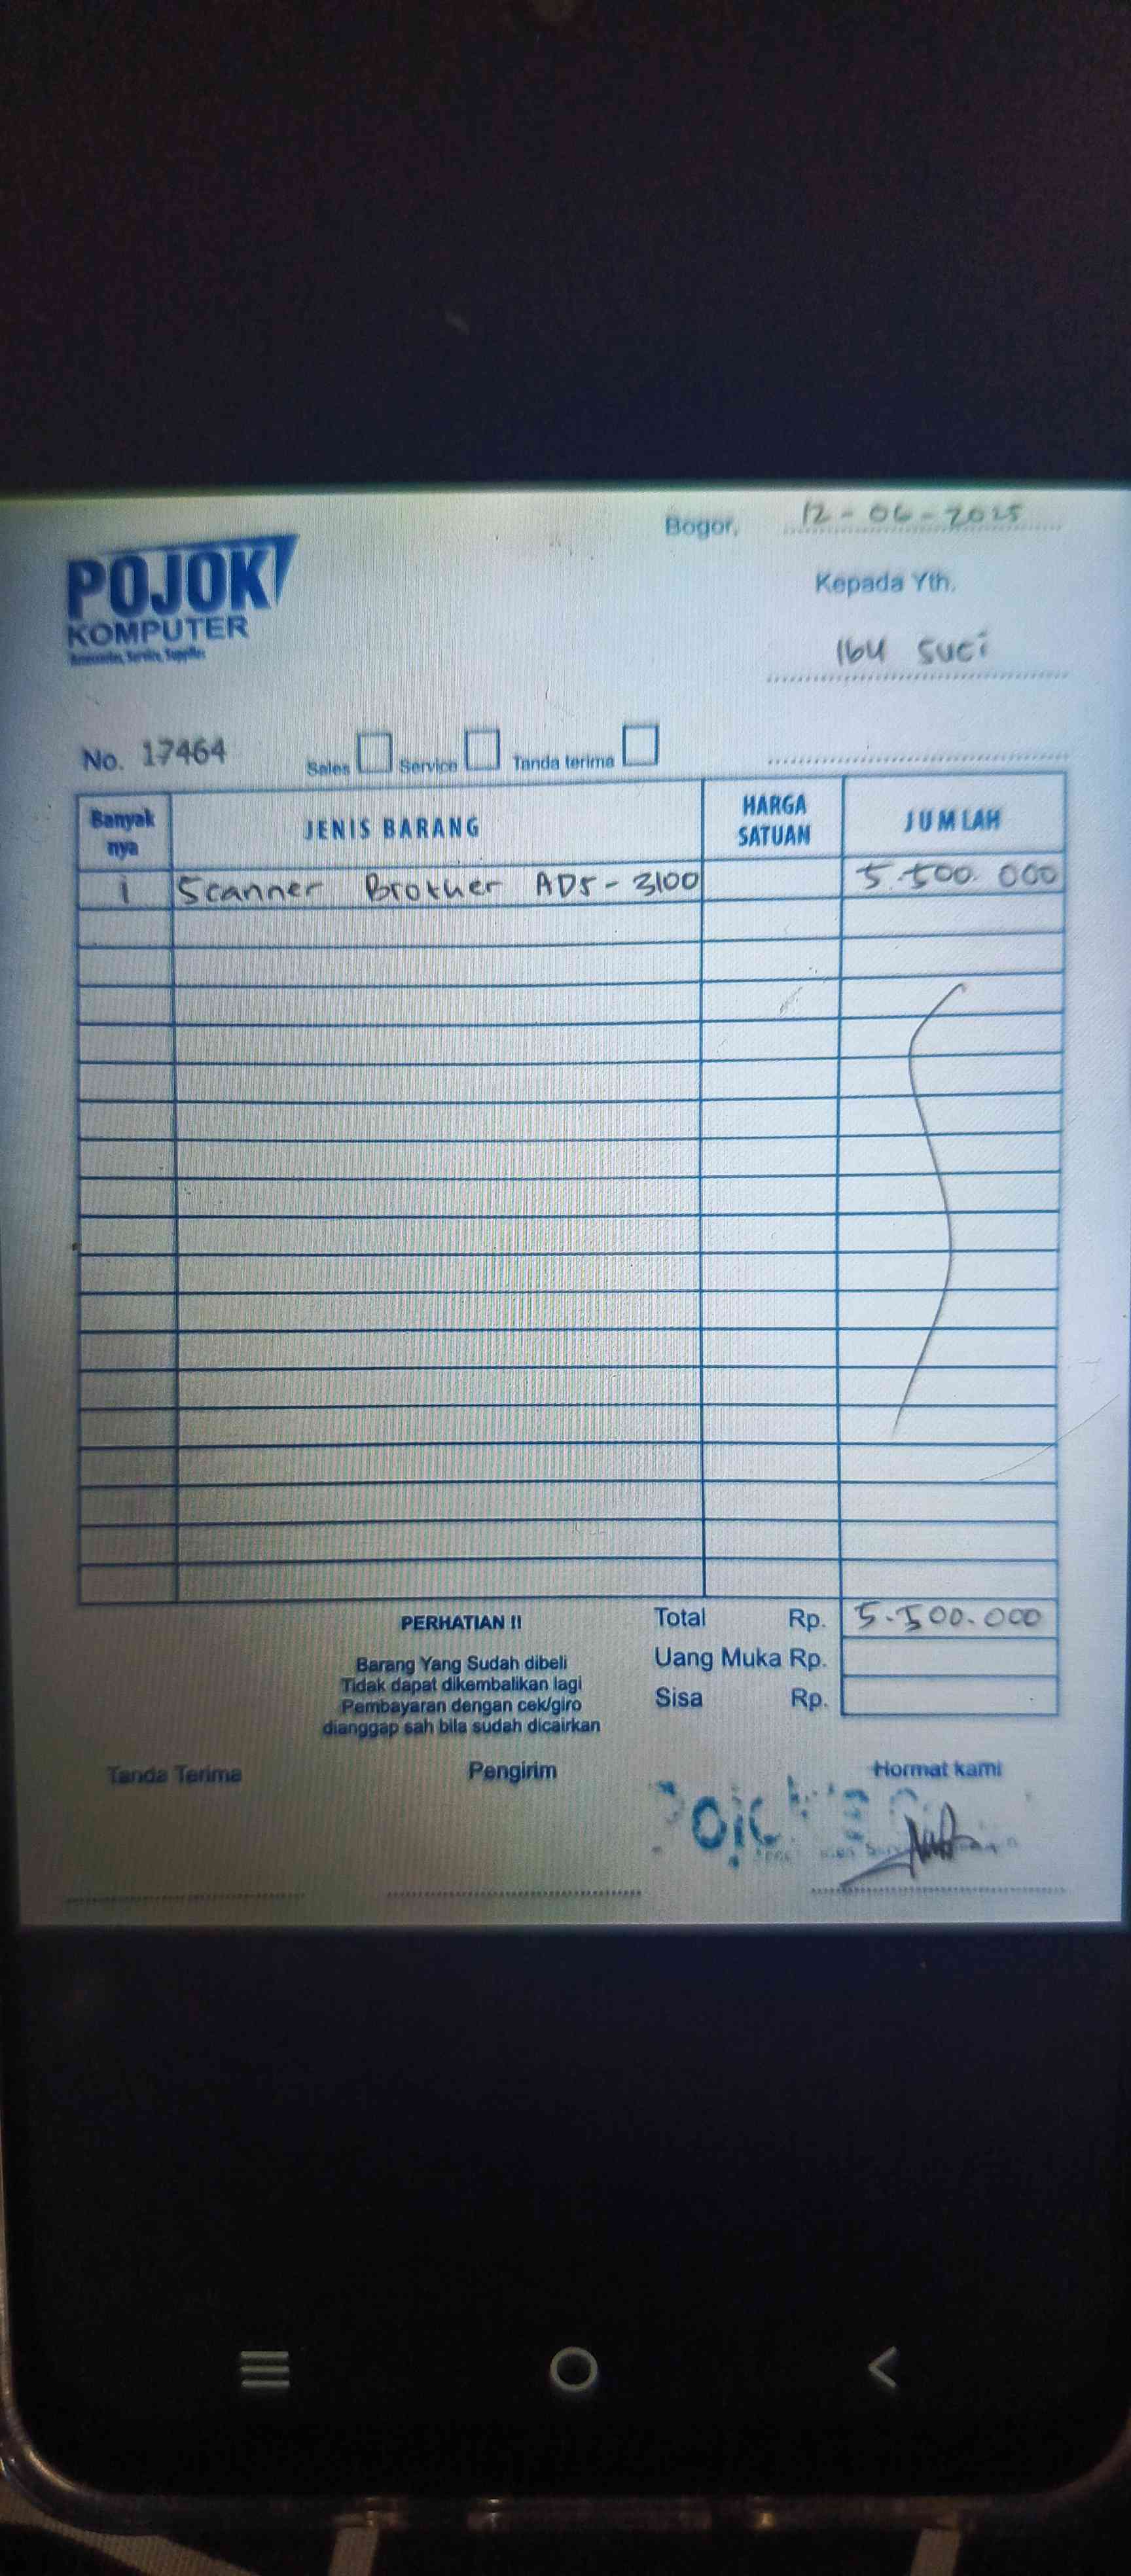 Bogor, 12-06-2025
POJOK
KOMPUTER
Accessories, Service, Supplies
Kepada Yth.
Ibu Suci
No. 17464
Sales Service Tanda terima
Banyak nya JENIS BARANG HARGA SATUAN JUMLAH
1 Scanner Brother ADS-3100 5.500.000
Total Rp. 5.500.000
Uang Muka Rp.
Sisa Rp.
PERHATIAN !!
Barang Yang Sudah dibeli
Tidak dapat dikembalikan lagi
Pembayaran dengan cek/giro
dianggap sah bila sudah dicairkan
Tanda Terima Pengirim Hormat kami